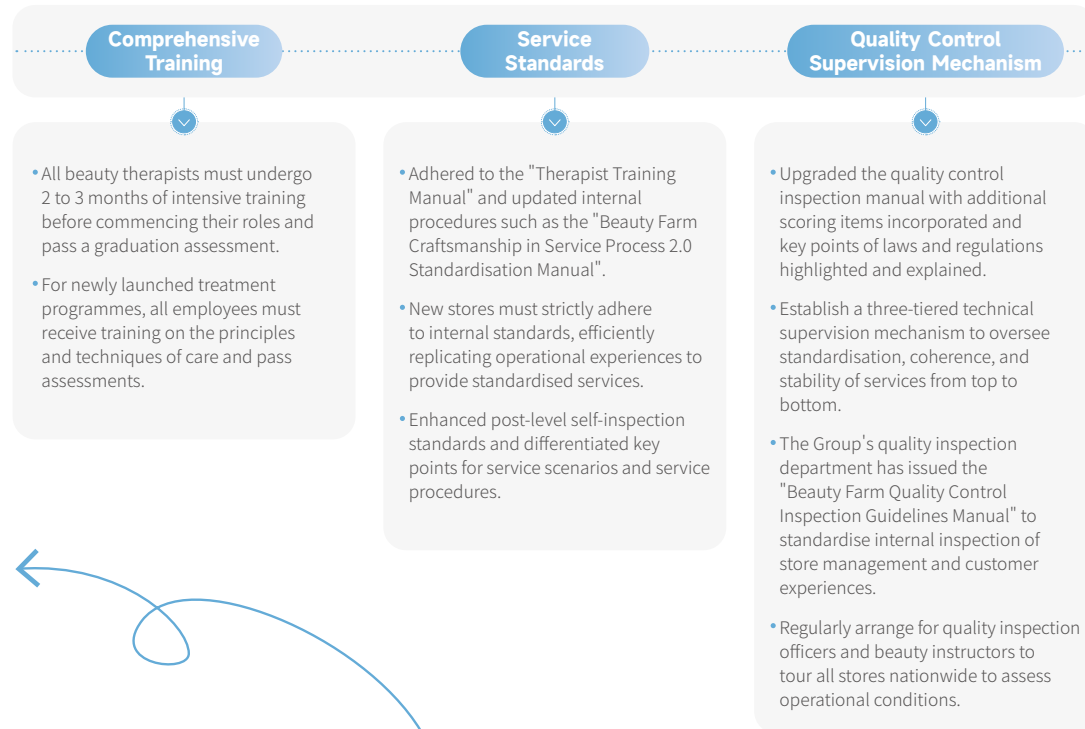 Comprehensive
Training
Service
Standards
Quality Control
Supervision Mechanism
•All beauty therapists must undergo
2 to 3 months of intensive training
before commencing their roles and
pass a graduation assessment.
•For newly launched treatment
programmes, all employees must
receive training on the principles
and techniques of care and pass
assessments.
•Adhered to the "Therapist Training
Manual" and updated internal
procedures such as the "Beauty Farm
Craftsmanship in Service Process 2.0
Standardisation Manual".
•New stores must strictly adhere
to internal standards, efficiently
replicating operational experiences to
provide standardised services.
•Enhanced post-level self-inspection
standards and differentiated key
points for service scenarios and service
procedures.
•Upgraded the quality control
inspection manual with additional
scoring items incorporated and
key points of laws and regulations
highlighted and explained.
•Establish a three-tiered technical
supervision mechanism to oversee
standardisation, coherence, and
stability of services from top to
bottom.
•The Group's quality inspection
department has issued the
"Beauty Farm Quality Control
Inspection Guidelines Manual" to
standardise internal inspection of
store management and customer
experiences.
•Regularly arrange for quality inspection
officers and beauty instructors to
tour all stores nationwide to assess
operational conditions.